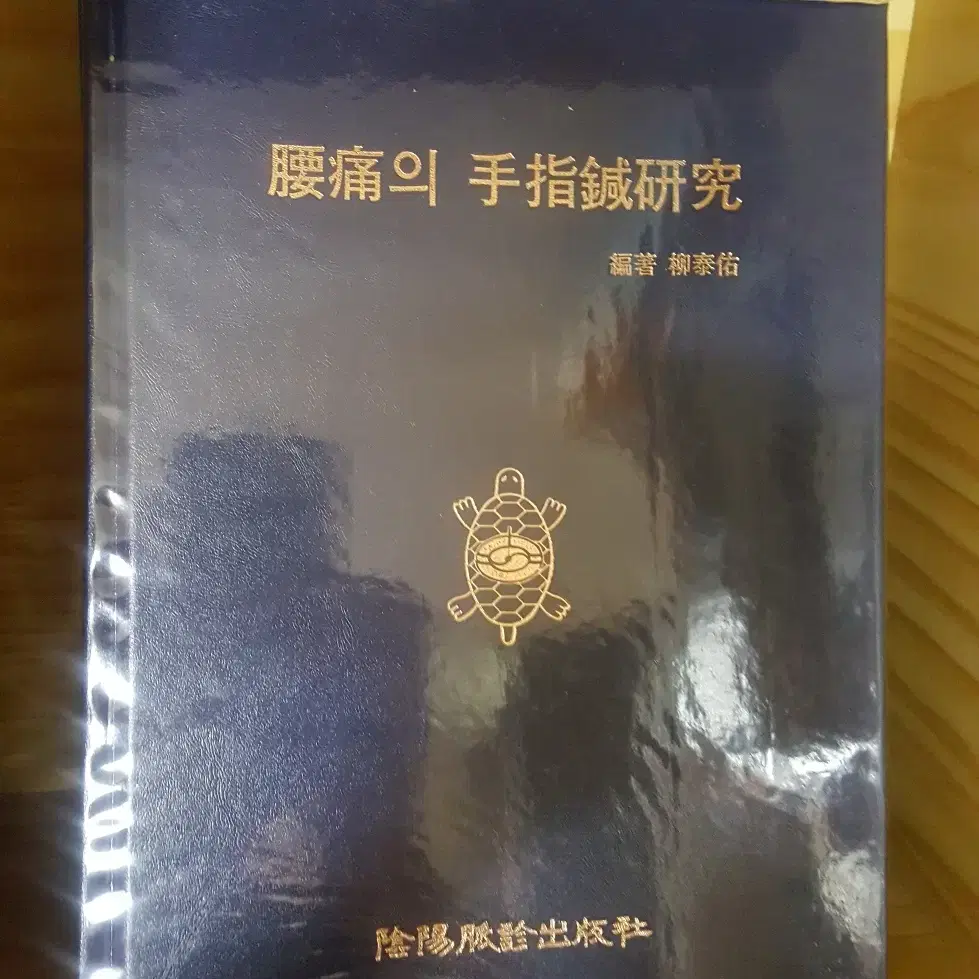 腰痛의 手指鍼硏究
編著 柳泰佑
陰陽脈診出版社